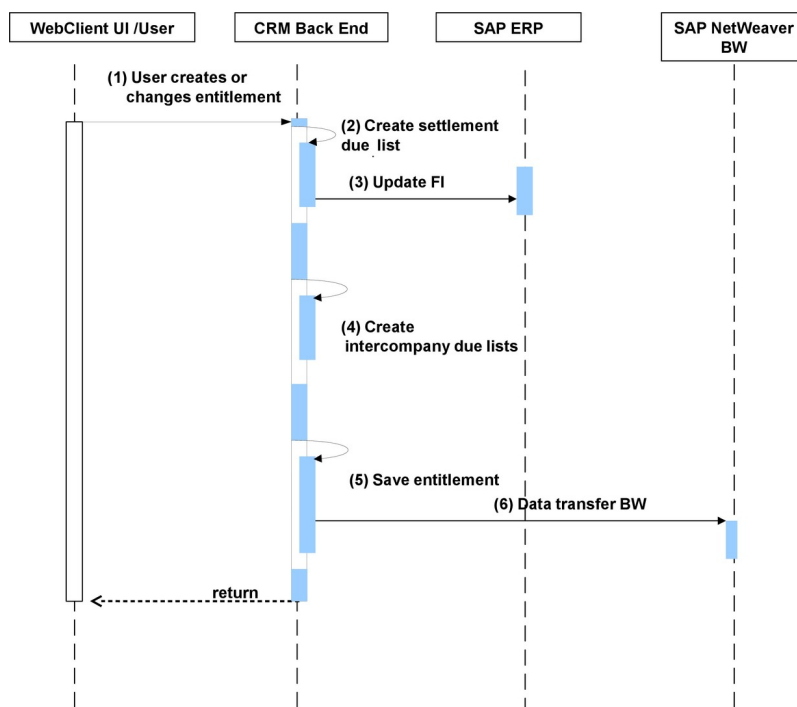 WebClient UI /User
CRM Back End
SAP ERP
SAP NetWeaver
BW
(1) User creates or
changes entitlement
(2) Create settlement
due list
(3) Update FI
(4) Create
intercompany due lists
(5) Save entitlement
(6) Data transfer BW
return